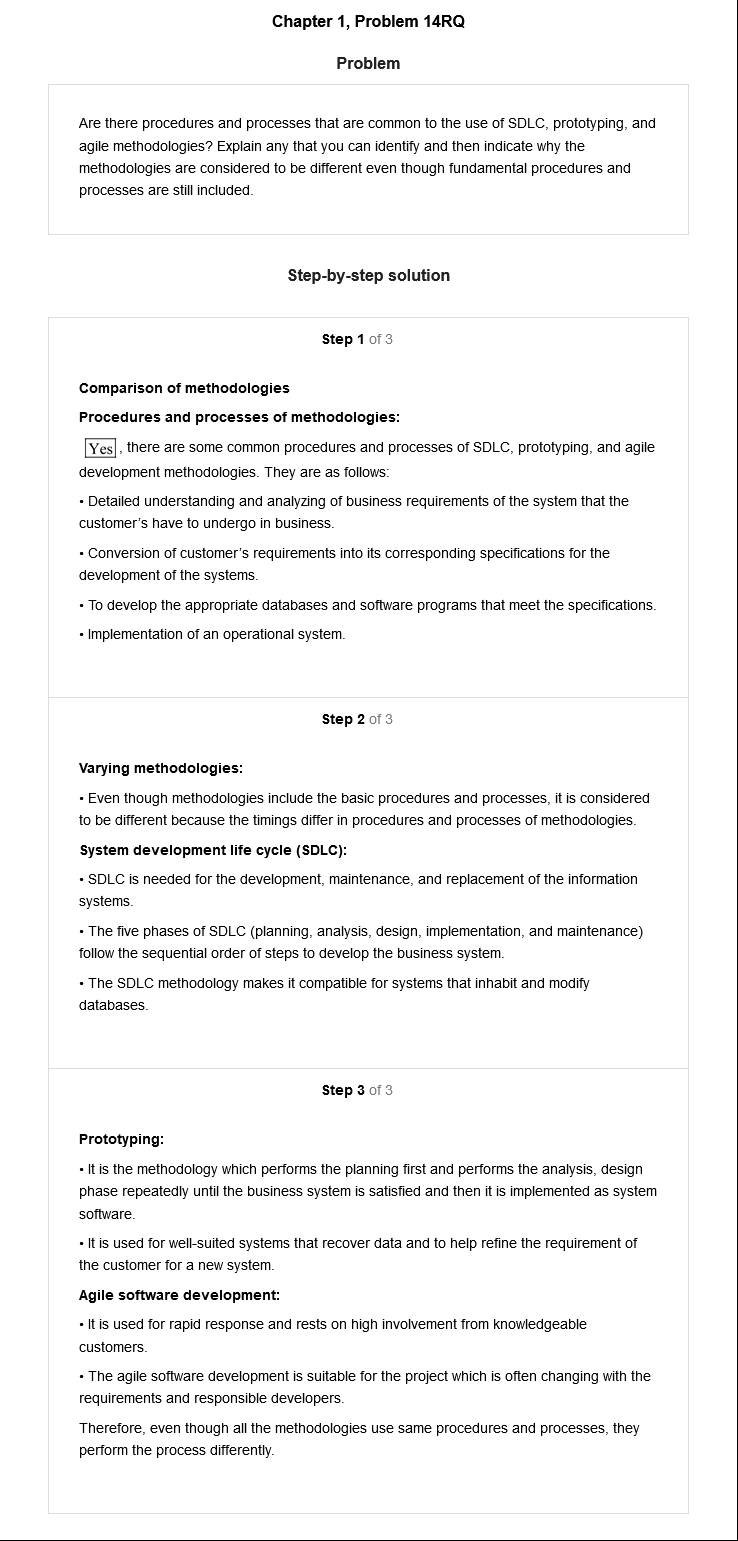 Chapter 1, Problem 14RQ
Problem
Are there procedures and processes that are common to the use of SDLC, prototyping, and
agile methodologies? Explain any that you can identify and then indicate why the
methodologies are considered to be different even though fundamental procedures and
processes are still included.
Step-by-step solution
Step 1 of 3
Comparison of methodologies
Procedures and processes of methodologies:
Yes, there are some common procedures and processes of SDLC, prototyping, and agile
development methodologies. They are as follows:
• Detailed understanding and analyzing of business requirements of the system that the
customer's have to undergo in business.
• Conversion of customer's requirements into its corresponding specifications for the
development of the systems.
• To develop the appropriate databases and software programs that meet the specifications.
• Implementation of an operational system.
Step 2 of 3
Varying methodologies:
• Even though methodologies include the basic procedures and processes, it is considered
to be different because the timings differ in procedures and processes of methodologies.
System development life cycle (SDLC):
• SDLC is needed for the development, maintenance, and replacement of the information
systems.
• The five phases of SDLC (planning, analysis, design, implementation, and maintenance)
follow the sequential order of steps to develop the business system.
• The SDLC methodology makes it compatible for systems that inhabit and modify
databases.
Step 3 of 3
Prototyping:
• It is the methodology which performs the planning first and performs the analysis, design
phase repeatedly until the business system is satisfied and then it is implemented as system
software.
• It is used for well-suited systems that recover data and to help refine the requirement of
the customer for a new system.
Agile software development:
• It is used for rapid response and rests on high involvement from knowledgeable
customers.
• The agile software development is suitable for the project which is often changing with the
requirements and responsible developers.
Therefore, even though all the methodologies use same procedures and processes, they
perform the process differently.